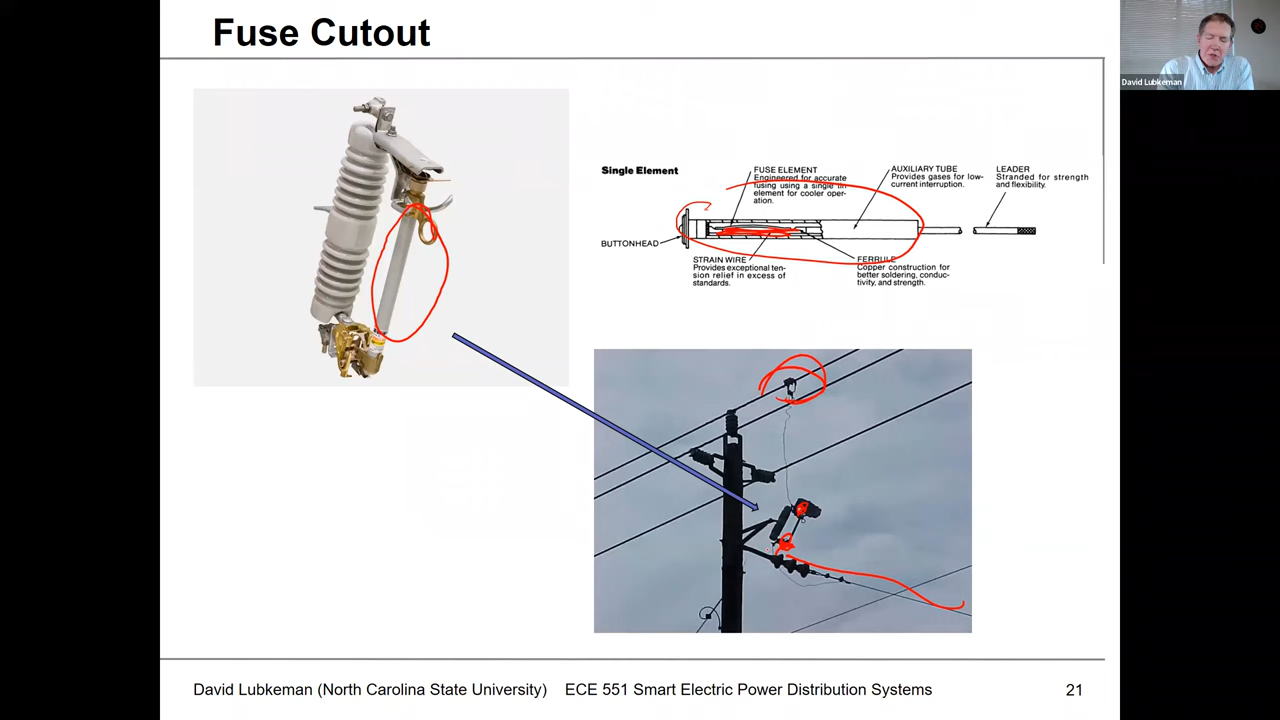 Fuse Cutout
David Lubkeman
Single Element
FUSE ELEMENT
Engineered for accurate
fusing using a single tin
element for cooler oper-
ation.
AUXILIARY TUBE
Provides gases for low-
current interruption.
LEADER
Stranded for strength
and flexibility.
BUTTONHEAD
STRAIN WIRE
Provides exceptional ten-
sion relief in excess of
standards.
FERRULE
Copper construction for
better soldering, conduc-
tivity, and strength.
David Lubkeman (North Carolina State University) ECE 551 Smart Electric Power Distribution Systems 21